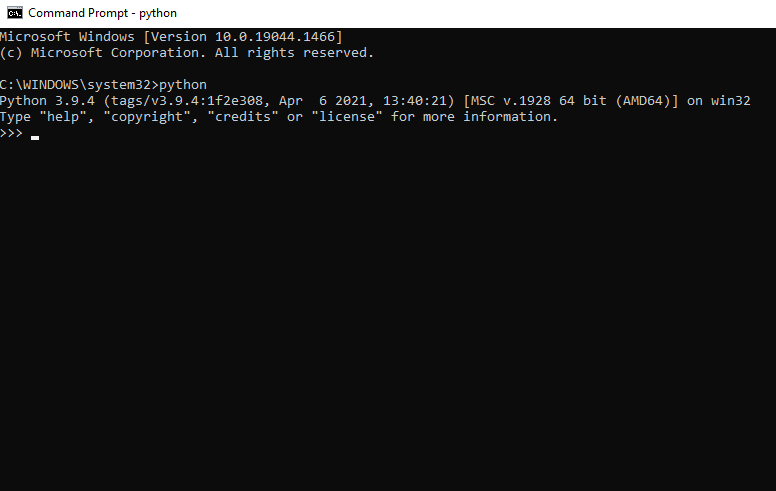 Command Prompt - python
Microsoft Windows [Version 10.0.19044.1466]
(c) Microsoft Corporation. All rights reserved.
C:\WINDOWS\system32>python
Python 3.9.4 (tags/v3.9.4:1f2e308, Apr  6 2021, 13:40:21) [MSC v.1928 64 bit (AMD64)] on win32
Type "help", "copyright", "credits" or "license" for more information.
>>>